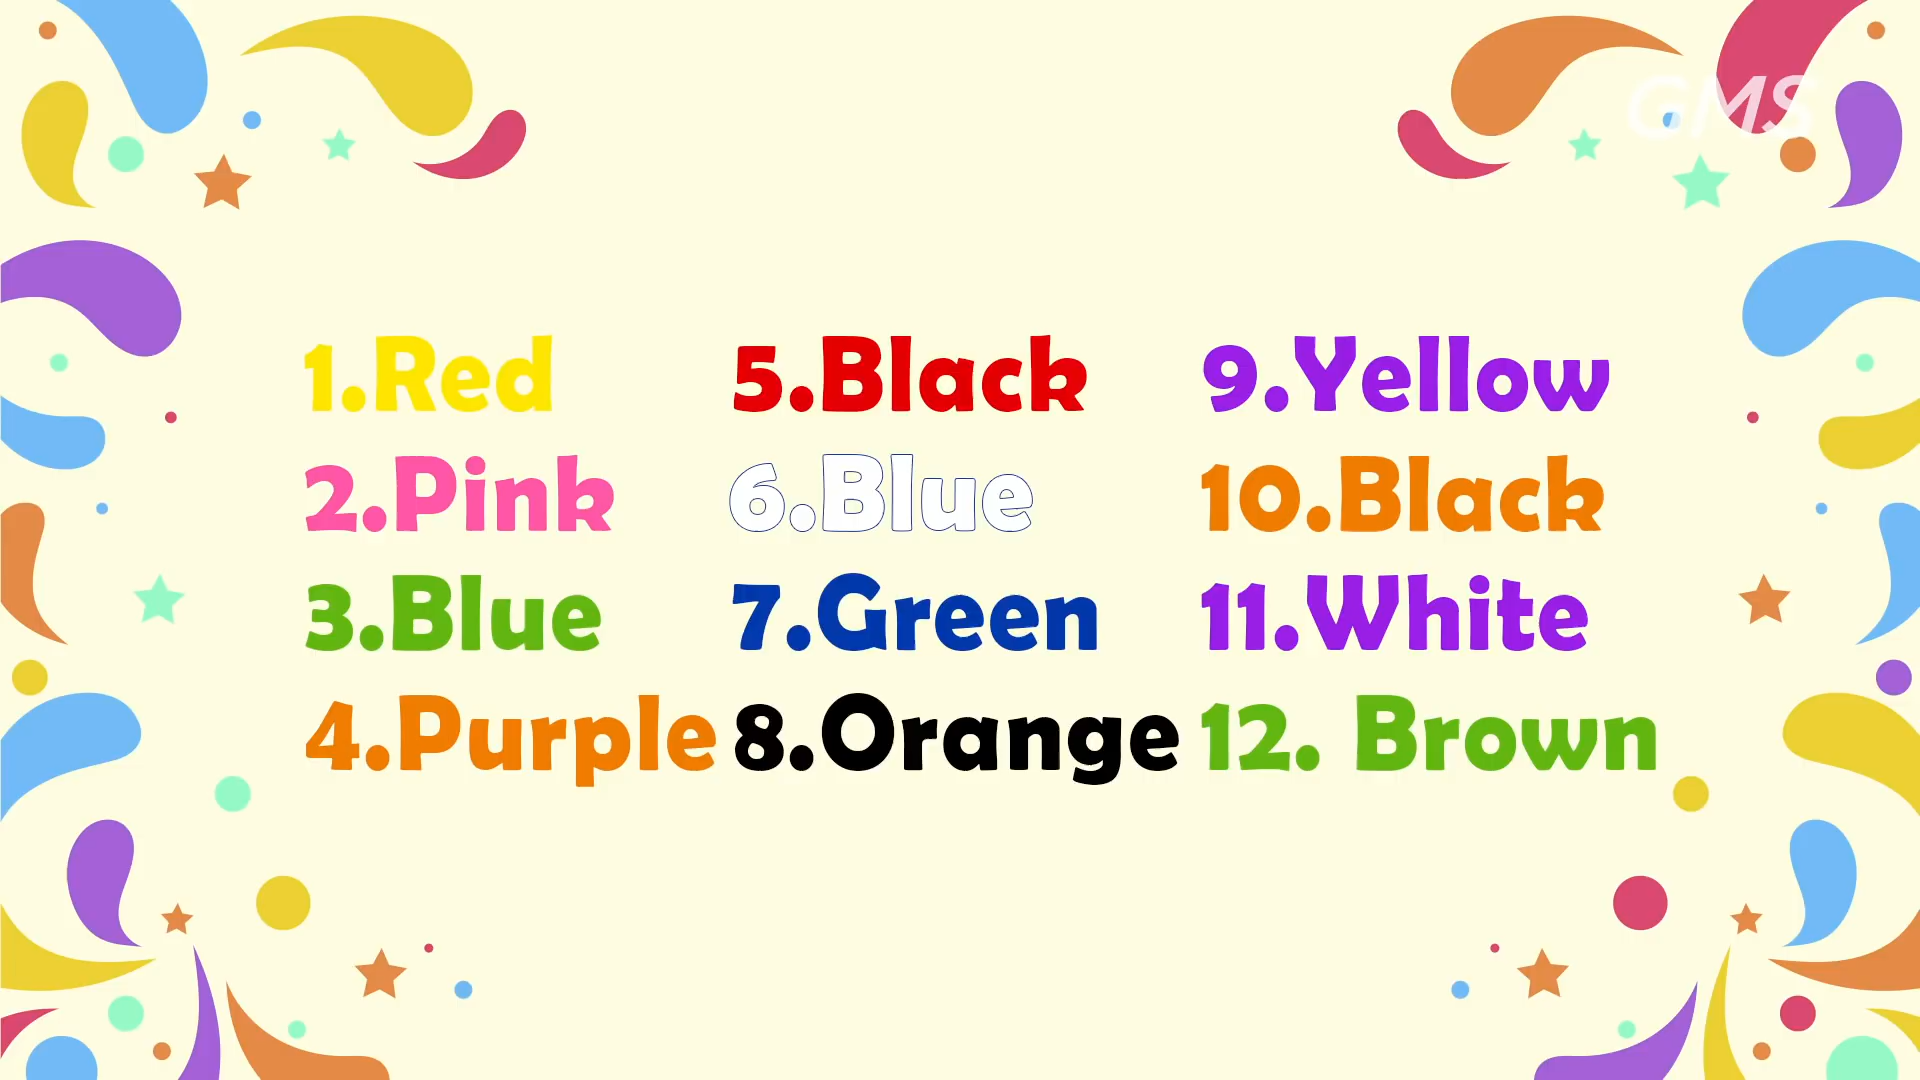 GMS
1.Red
2.Pink
3.Blue
4.Purple
5.Black
6.Blue
7.Green
8.Orange
9.Yellow
10.Black
11.White
12. Brown